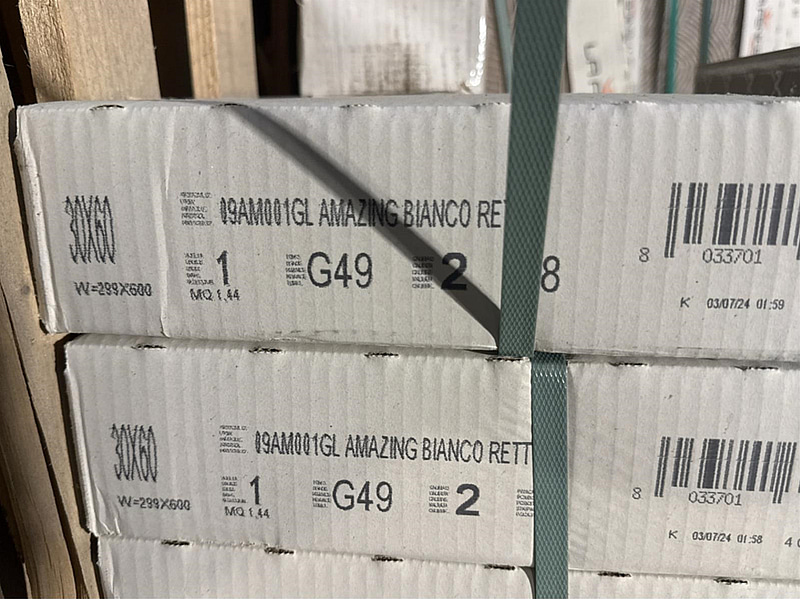 30X60
W=299X600
09AM001GL AMAZING BIANCO RE
1
MQ 1,44
G49
2
8
8 033701
K 03/07/24 01:59
30X60
W=299X600
09AM001GL AMAZING BIANCO RETT
1
MQ 1,44
G49
2
8 033701
K 03/07/24 01:58 4